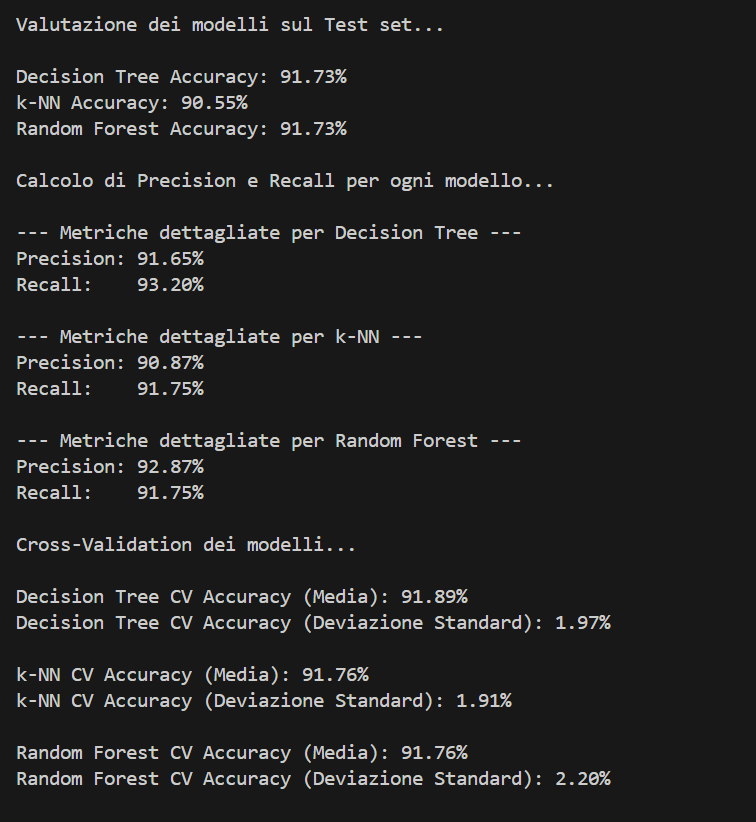 Valutazione dei modelli sul Test set...
Decision Tree Accuracy: 91.73%
k-NN Accuracy: 90.55%
Random Forest Accuracy: 91.73%
Calcolo di Precision e Recall per ogni modello...
--- Metriche dettagliate per Decision Tree ---
Precision: 91.65%
Recall:    93.20%
--- Metriche dettagliate per k-NN ---
Precision: 90.87%
Recall:    91.75%
--- Metriche dettagliate per Random Forest ---
Precision: 92.87%
Recall:    91.75%
Cross-Validation dei modelli...
Decision Tree CV Accuracy (Media): 91.89%
Decision Tree CV Accuracy (Deviazione Standard): 1.97%
k-NN CV Accuracy (Media): 91.76%
k-NN CV Accuracy (Deviazione Standard): 1.91%
Random Forest CV Accuracy (Media): 91.76%
Random Forest CV Accuracy (Deviazione Standard): 2.20%